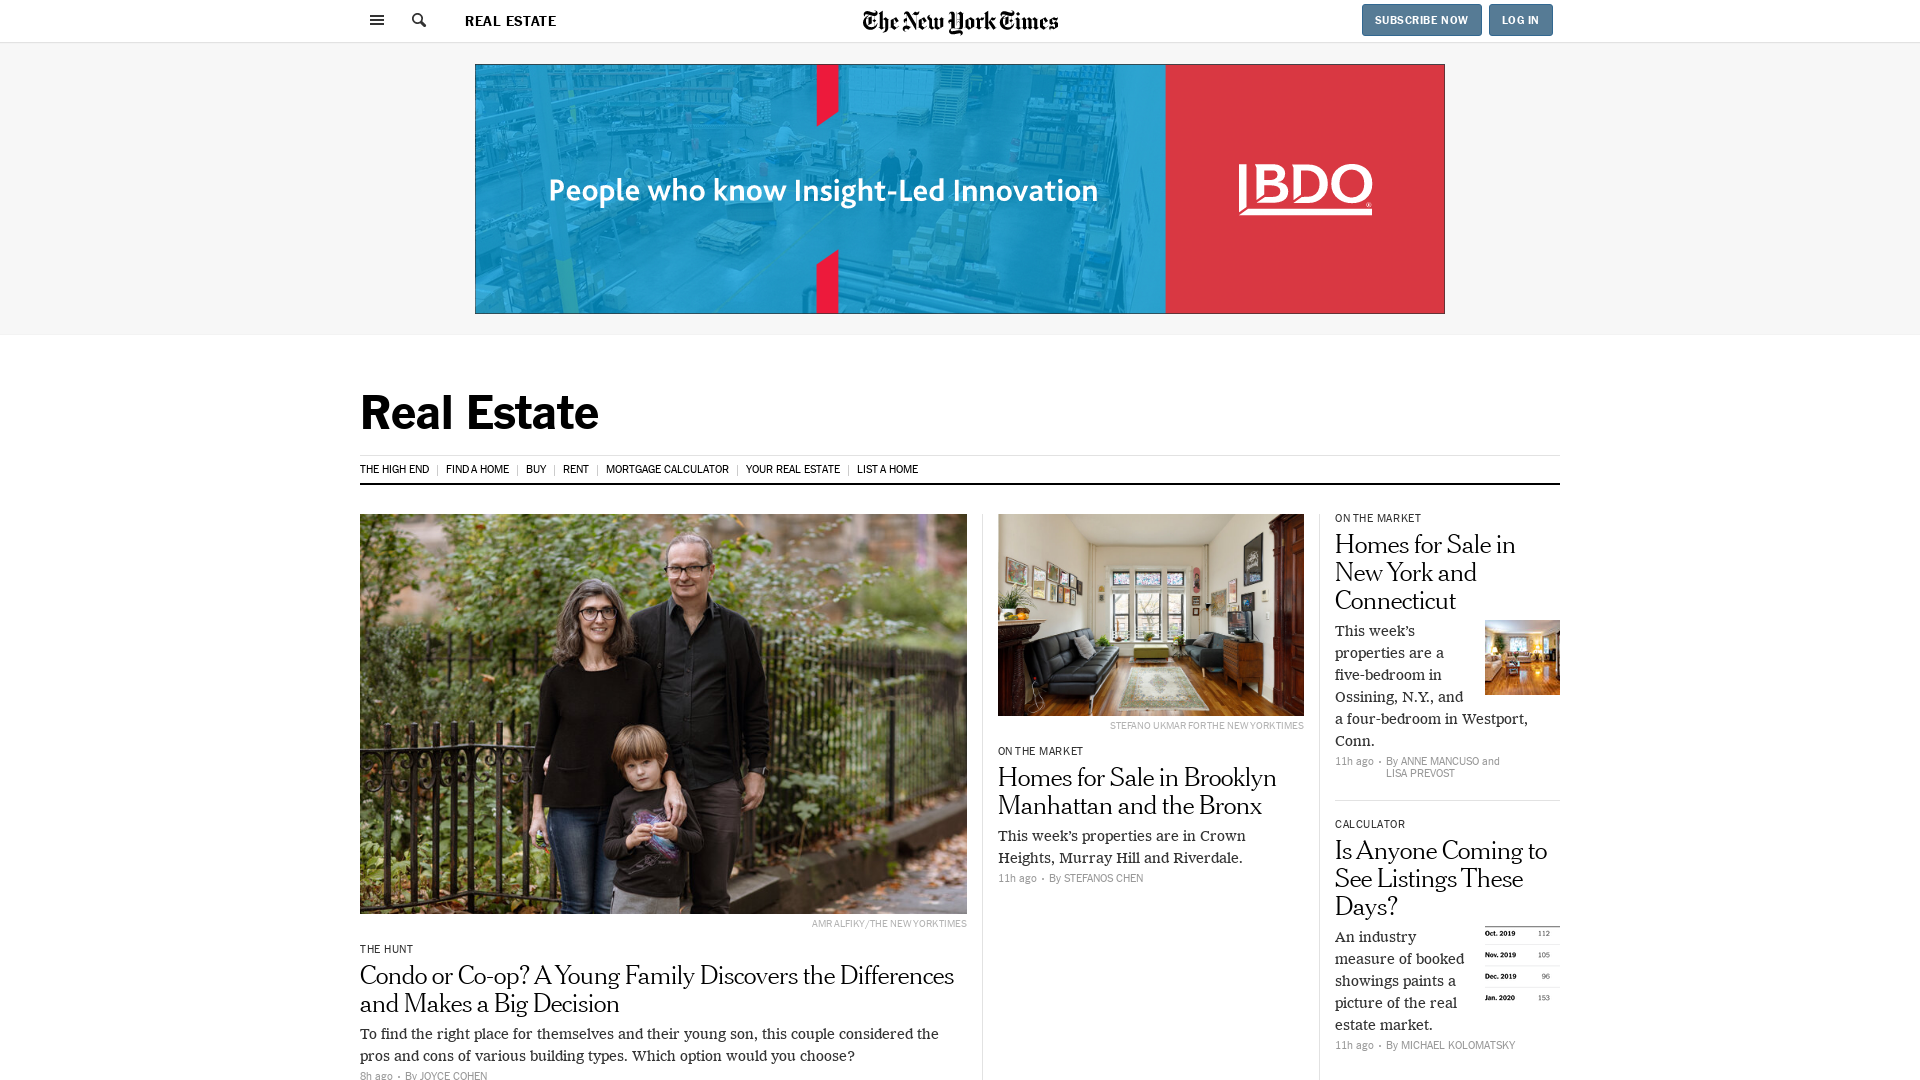 REAL ESTATE
The New York Times
SUBSCRIBE NOW
LOG IN
People who know Insight-Led Innovation
BDO
Real Estate
THE HIGH END
FIND A HOME
BUY
RENT
MORTGAGE CALCULATOR
YOUR REAL ESTATE
LIST A HOME
AMR ALFIKY/THE NEW YORK TIMES
THE HUNT
Condo or Co-op? A Young Family Discovers the Differences
and Makes a Big Decision
To find the right place for themselves and their young son, this couple considered the
pros and cons of various building types. Which option would you choose?
8h ago • By JOYCE COHEN
STEFANO UKMAR FOR THE NEW YORK TIMES
ON THE MARKET
Homes for Sale in Brooklyn
Manhattan and the Bronx
This week’s properties are in Crown
Heights, Murray Hill and Riverdale.
11h ago • By STEFANOS CHEN
ON THE MARKET
Homes for Sale in
New York and
Connecticut
This week’s
properties are a
five-bedroom in
Ossining, N.Y., and
a four-bedroom in Westport,
Conn.
11h ago • By ANNE MANCUSO and
LISA PREVOST
CALCULATOR
Is Anyone Coming to
See Listings These
Days?
An industry
measure of booked
showings paints a
picture of the real
estate market.
Oct. 2019 112
Nov. 2019 105
Dec. 2019 96
Jan. 2020 153
11h ago • By MICHAEL KOLOMATSKY